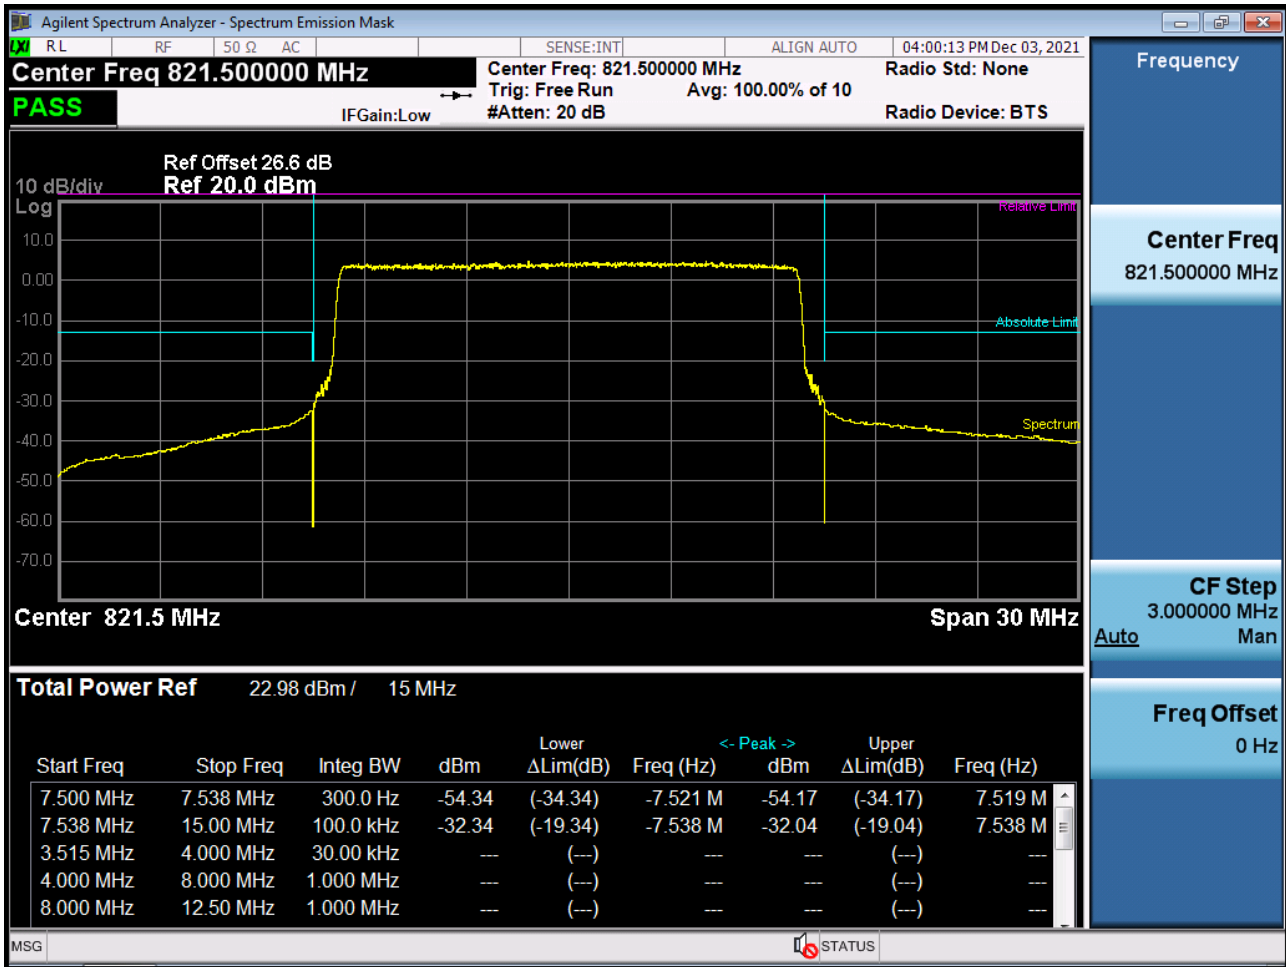 Agilent Spectrum Analyzer - Spectrum Emission Mask
LXI RL RF 50 Ω AC SENSE:INT ALIGN AUTO 04:00:13 PM Dec 03, 2021
Center Freq 821.500000 MHz
Center Freq: 821.500000 MHz
Radio Std: None
Trig: Free Run Avg: 100.00% of 10
PASS
IFGain:Low
#Atten: 20 dB
Radio Device: BTS
Ref Offset 26.6 dB
10 dB/div Ref 20.0 dBm
Log
Relative Limit
10.0
0.00
-10.0
Absolute Limit
-20.0
-30.0
Spectrum
-40.0
-50.0
-60.0
-70.0
Center 821.5 MHz Span 30 MHz
Total Power Ref 22.98 dBm / 15 MHz
Lower <- Peak -> Upper
Start Freq Stop Freq Integ BW dBm ΔLim(dB) Freq (Hz) dBm ΔLim(dB) Freq (Hz)
7.500 MHz 7.538 MHz 300.0 Hz -54.34 (-34.34) -7.521 M -54.17 (-34.17) 7.519 M
7.538 MHz 15.00 MHz 100.0 kHz -32.34 (-19.34) -7.538 M -32.04 (-19.04) 7.538 M
3.515 MHz 4.000 MHz 30.00 kHz --- (---) --- --- (---) ---
4.000 MHz 8.000 MHz 1.000 MHz --- (---) --- --- (---) ---
8.000 MHz 12.50 MHz 1.000 MHz --- (---) --- --- (---) ---
MSG STATUS
Frequency
Center Freq
821.500000 MHz
CF Step
3.000000 MHz
Auto Man
Freq Offset
0 Hz